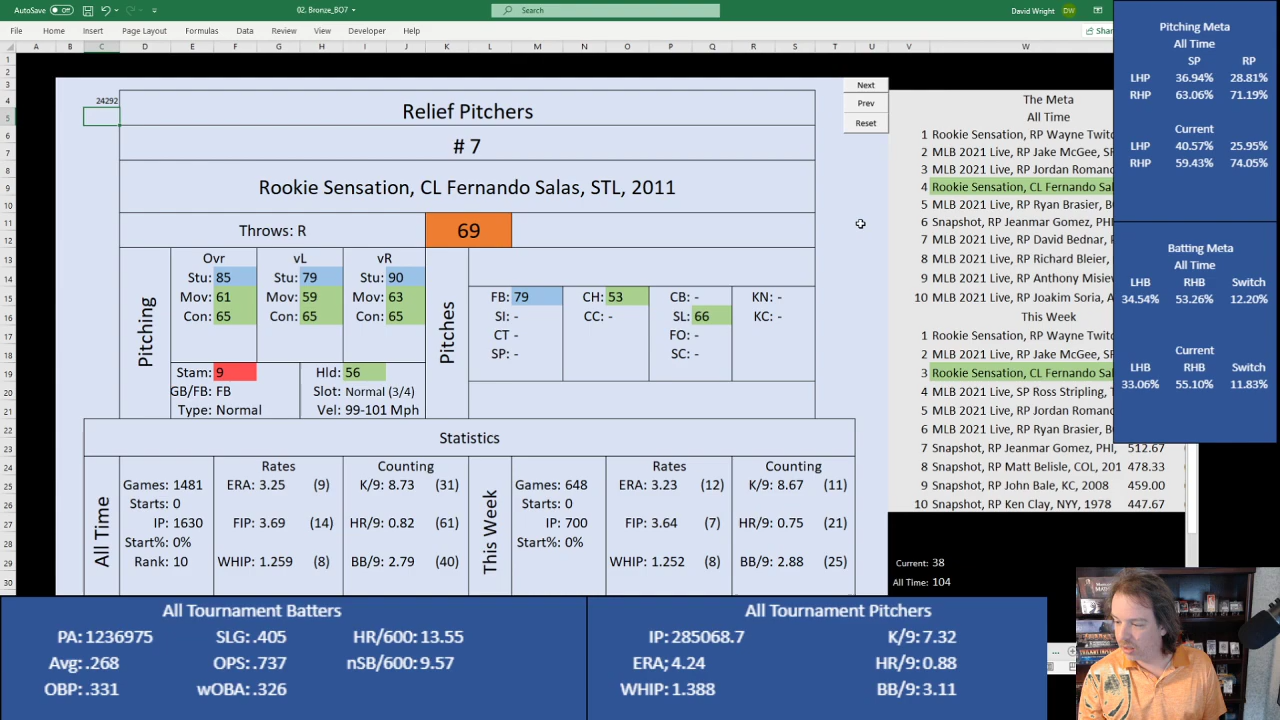 AutoSave Off 02. Bronze_BO7 Search David Wright DW
File Home Insert Page Layout Formulas Data Review View Developer Help
A B C D E F G H I J K L M N O P Q R S T U V W
24292
Relief Pitchers
# 7
Rookie Sensation, CL Fernando Salas, STL, 2011
Throws: R 69
Pitching
Ovr vL vR
Stu: 85 Stu: 79 Stu: 90
Mov: 61 Mov: 59 Mov: 63
Con: 65 Con: 65 Con: 65
Stam: 9 Hld: 56
GB/FB: FB Slot: Normal (3/4)
Type: Normal Vel: 99-101 Mph
Pitches
FB: 79 CH: 53 CB: - KN: -
SI: - CC: - SL: 66 KC: -
CT - FO: -
SP: - SC: -
Statistics
All Time
Rates Counting
Games: 1481 ERA: 3.25 (9) K/9: 8.73 (31)
Starts: 0
IP: 1630 FIP: 3.69 (14) HR/9: 0.82 (61)
Start%: 0%
Rank: 10 WHIP: 1.259 (8) BB/9: 2.79 (40)
This Week
Rates Counting
Games: 648 ERA: 3.23 (12) K/9: 8.67 (11)
Starts: 0
IP: 700 FIP: 3.64 (7) HR/9: 0.75 (21)
Start%: 0%
WHIP: 1.252 (8) BB/9: 2.88 (25)
Next
Prev
Reset
The Meta
All Time
1 Rookie Sensation, RP Wayne Twitc
2 MLB 2021 Live, RP Jake McGee, SF
3 MLB 2021 Live, RP Jordan Romano
4 Rookie Sensation, CL Fernando Sal
5 MLB 2021 Live, RP Ryan Brasier, B
6 Snapshot, RP Jeanmar Gomez, PHI
7 MLB 2021 Live, RP David Bednar, P
8 MLB 2021 Live, RP Richard Bleier,
9 MLB 2021 Live, RP Anthony Misiev
10 MLB 2021 Live, RP Joakim Soria, A
This Week
1 Rookie Sensation, RP Wayne Twitc
2 MLB 2021 Live, RP Jake McGee, SF
3 Rookie Sensation, CL Fernando Sal
4 MLB 2021 Live, SP Ross Stripling, T
5 MLB 2021 Live, RP Jordan Romano
6 MLB 2021 Live, RP Ryan Brasier, B
7 Snapshot, RP Jeanmar Gomez, PHI, 512.67
8 Snapshot, RP Matt Belisle, COL, 201 478.33
9 Snapshot, RP John Bale, KC, 2008 459.00
10 Snapshot, RP Ken Clay, NYY, 1978 447.67
Current: 38
All Time: 104
Pitching Meta
All Time
SP RP
LHP 36.94% 28.81%
RHP 63.06% 71.19%
Current
LHP 40.57% 25.95%
RHP 59.43% 74.05%
Batting Meta
All Time
LHB RHB Switch
34.54% 53.26% 12.20%
Current
LHB RHB Switch
33.06% 55.10% 11.83%
All Tournament Batters
PA: 1236975 SLG: .405 HR/600: 13.55
Avg: .268 OPS: .737 nSB/600: 9.57
OBP: .331 wOBA: .326
All Tournament Pitchers
IP: 285068.7 K/9: 7.32
ERA; 4.24 HR/9: 0.88
WHIP: 1.388 BB/9: 3.11